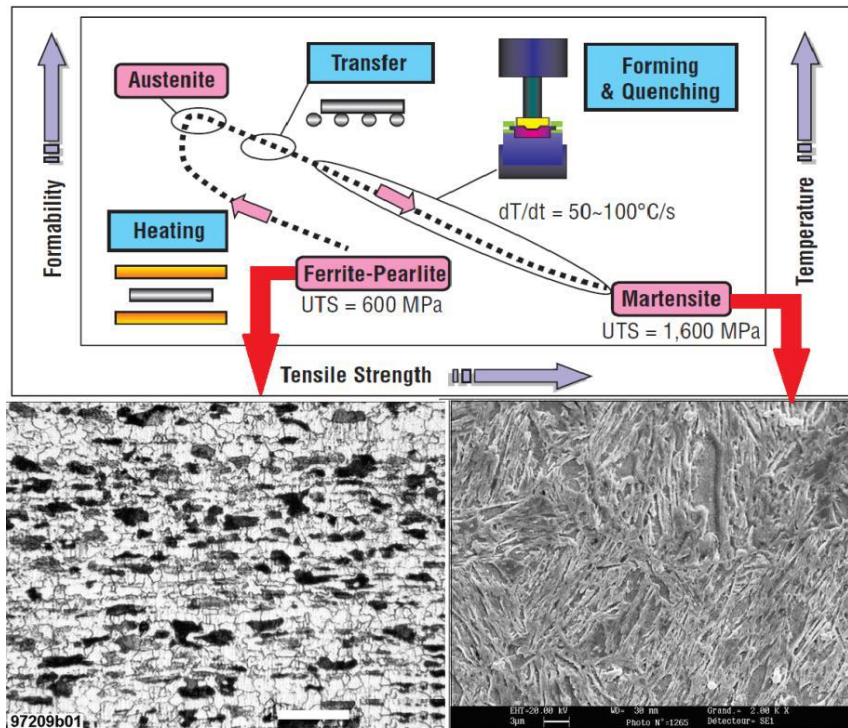 Austenite
Transfer
Forming
& Quenching
Formability
Temperature
dT/dt = 50~100°C/s
Heating
Ferrite-Pearlite
UTS = 600 MPa
Martensite
UTS = 1,600 MPa
Tensile Strength
97209b01
EHT=20.00 kV WD= 30 mm Grand.= 2.00 K X
3µm Photo N°=1265 Détecteur= SE1